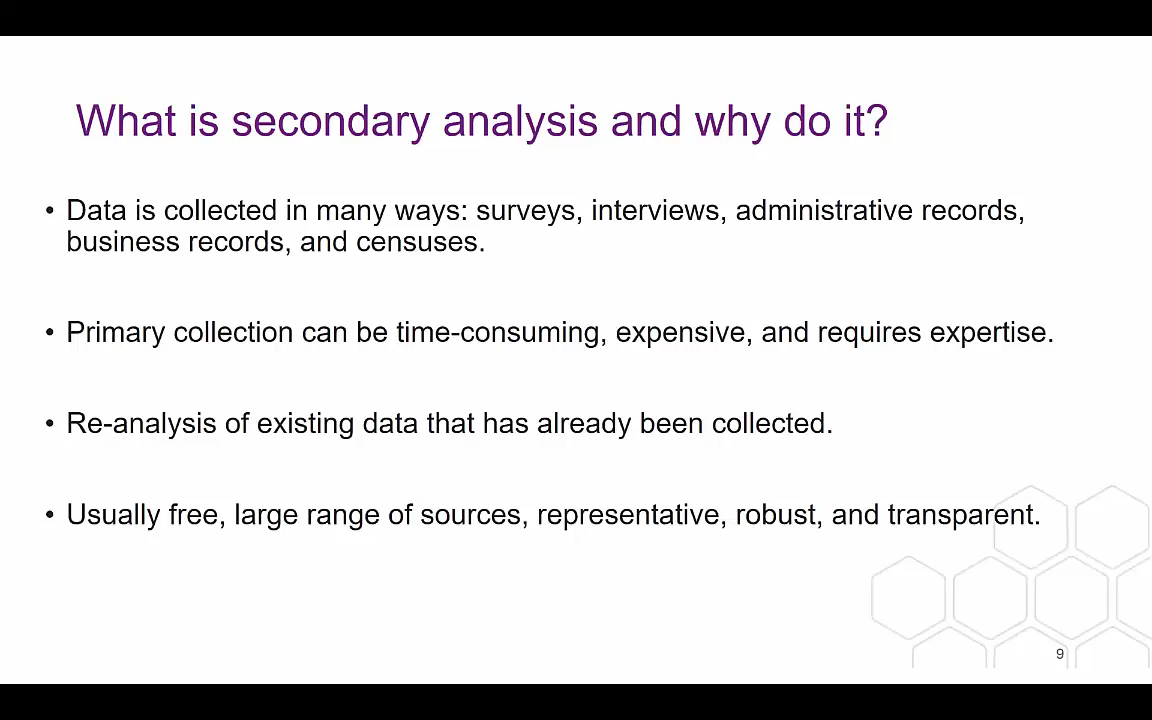 What is secondary analysis and why do it?
• Data is collected in many ways: surveys, interviews, administrative records,
business records, and censuses.
• Primary collection can be time-consuming, expensive, and requires expertise.
• Re-analysis of existing data that has already been collected.
• Usually free, large range of sources, representative, robust, and transparent.
9